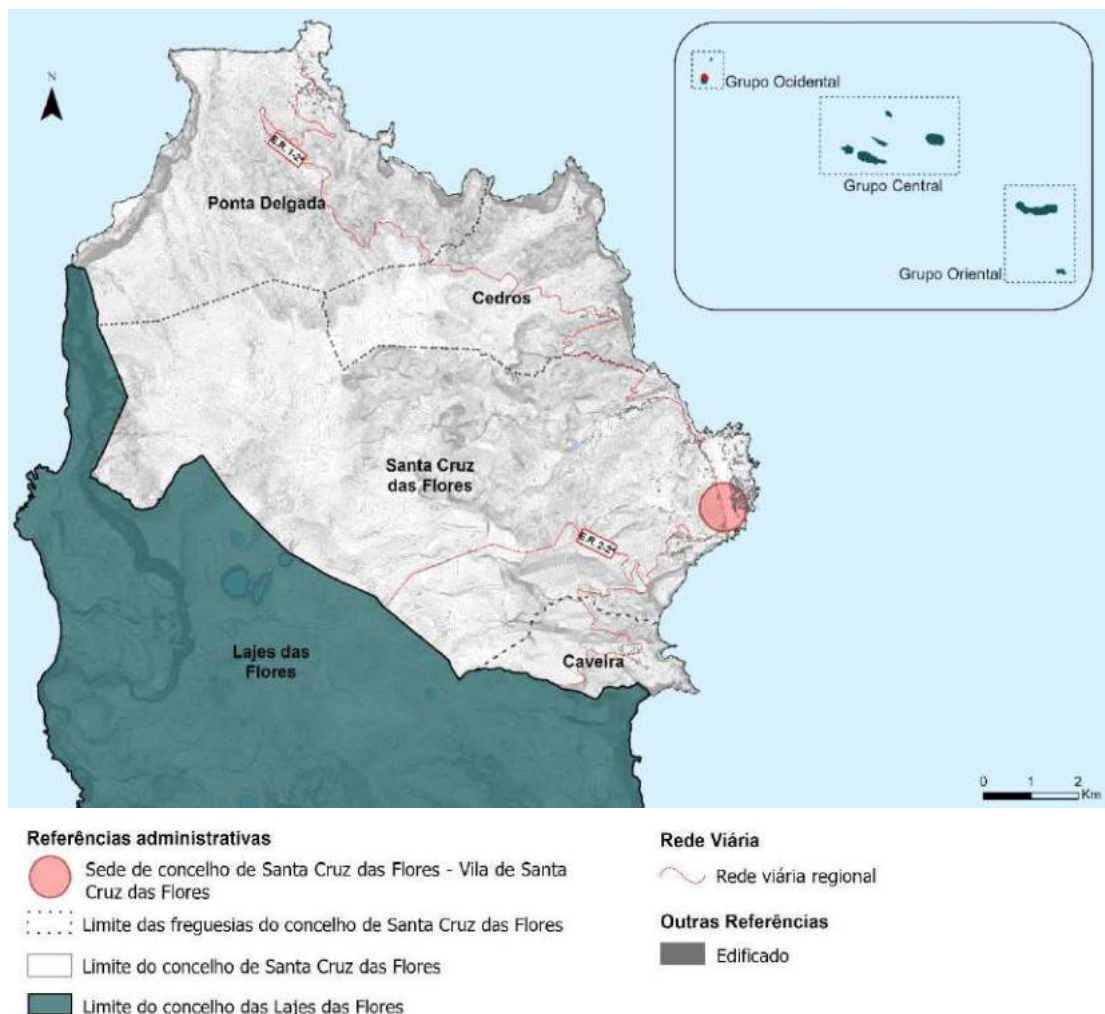 N
Grupo Ocidental
Grupo Central
Grupo Oriental
E.R. 1-2ª
Ponta Delgada
Cedros
Santa Cruz
das Flores
E.R. 2-2ª
Lajes das
Flores
Caveira
0 1 2
Km
Referências administrativas
Sede de concelho de Santa Cruz das Flores - Vila de Santa
Cruz das Flores
Limite das freguesias do concelho de Santa Cruz das Flores
Limite do concelho de Santa Cruz das Flores
Limite do concelho das Lajes das Flores
Rede Viária
Rede viária regional
Outras Referências
Edificado